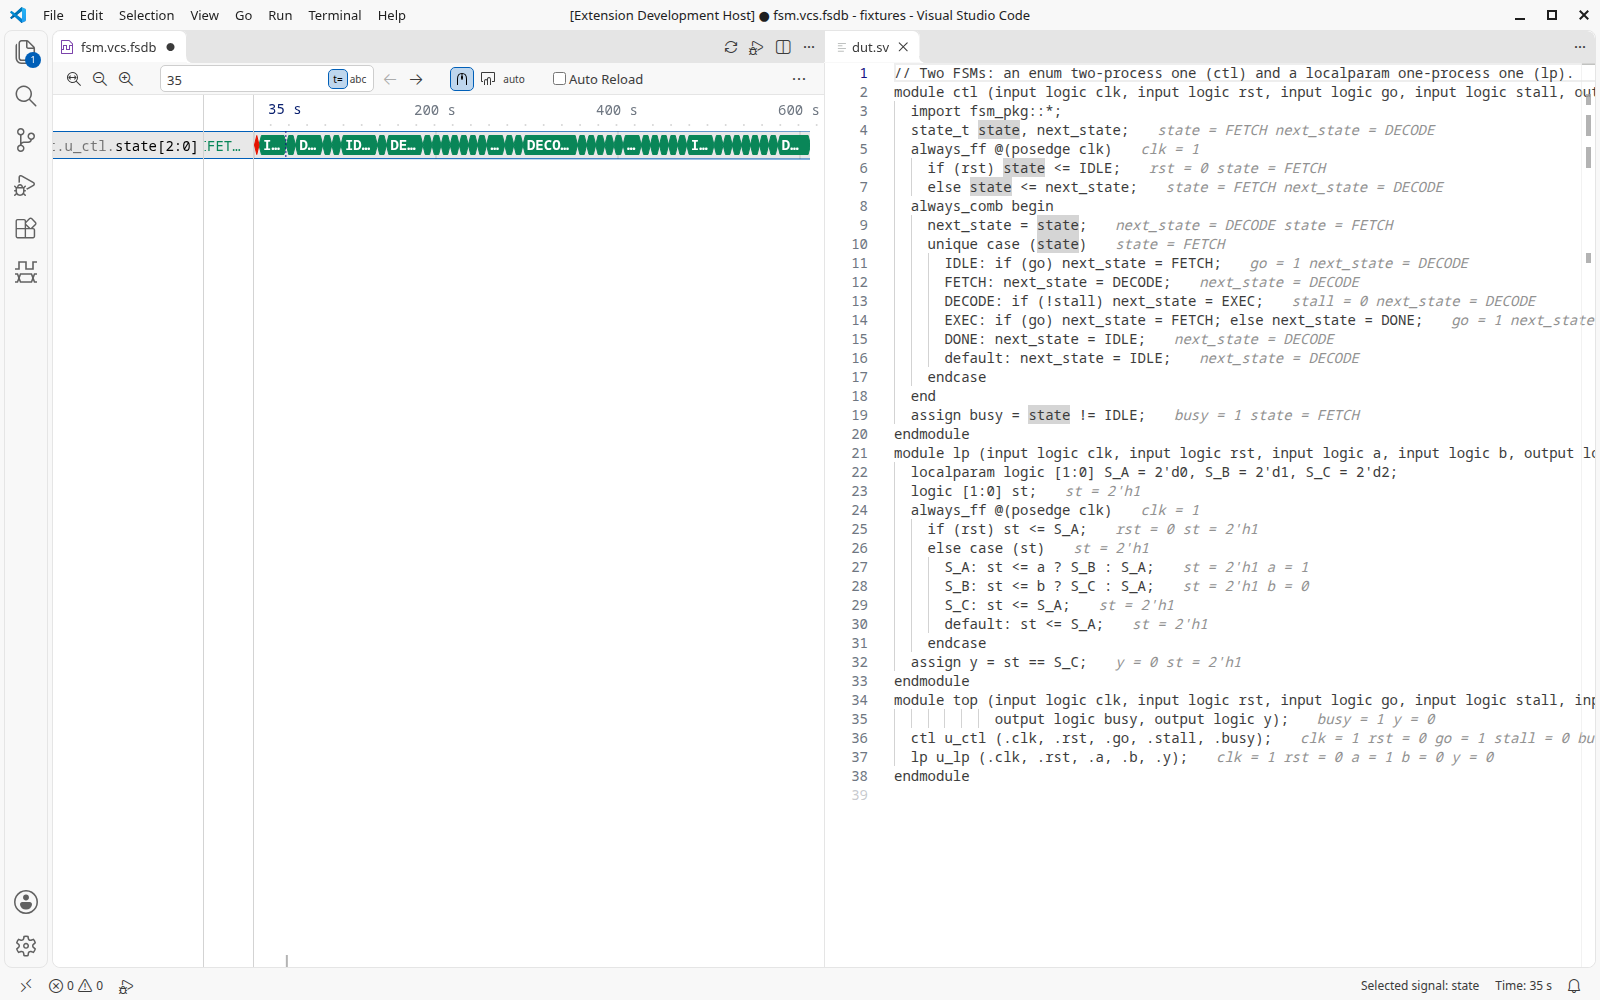 File Edit Selection View Go Run Terminal Help
[Extension Development Host] ● fsm.vcs.fsdb - fixtures - Visual Studio Code
1
fsm.vcs.fsdb ●
35 t= abc auto Auto Reload
35 s 200 s 400 s 600 s
:.u_ctl.state[2:0] FET… I… D… ID… DE… … DECO… … I… D…
dut.sv
1 // Two FSMs: an enum two-process one (ctl) and a localparam one-process one (lp).
2 module ctl (input logic clk, input logic rst, input logic go, input logic stall, out
3 import fsm_pkg::*;
4 state_t state, next_state; state = FETCH next_state = DECODE
5 always_ff @(posedge clk) clk = 1
6 if (rst) state <= IDLE; rst = 0 state = FETCH
7 else state <= next_state; state = FETCH next_state = DECODE
8 always_comb begin
9 next_state = state; next_state = DECODE state = FETCH
10 unique case (state) state = FETCH
11 IDLE: if (go) next_state = FETCH; go = 1 next_state = DECODE
12 FETCH: next_state = DECODE; next_state = DECODE
13 DECODE: if (!stall) next_state = EXEC; stall = 0 next_state = DECODE
14 EXEC: if (go) next_state = FETCH; else next_state = DONE; go = 1 next_state
15 DONE: next_state = IDLE; next_state = DECODE
16 default: next_state = IDLE; next_state = DECODE
17 endcase
18 end
19 assign busy = state != IDLE; busy = 1 state = FETCH
20 endmodule
21 module lp (input logic clk, input logic rst, input logic a, input logic b, output lo
22 localparam logic [1:0] S_A = 2'd0, S_B = 2'd1, S_C = 2'd2;
23 logic [1:0] st; st = 2'h1
24 always_ff @(posedge clk) clk = 1
25 if (rst) st <= S_A; rst = 0 st = 2'h1
26 else case (st) st = 2'h1
27 S_A: st <= a ? S_B : S_A; st = 2'h1 a = 1
28 S_B: st <= b ? S_C : S_A; st = 2'h1 b = 0
29 S_C: st <= S_A; st = 2'h1
30 default: st <= S_A; st = 2'h1
31 endcase
32 assign y = st == S_C; y = 0 st = 2'h1
33 endmodule
34 module top (input logic clk, input logic rst, input logic go, input logic stall, inp
35 output logic busy, output logic y); busy = 1 y = 0
36 ctl u_ctl (.clk, .rst, .go, .stall, .busy); clk = 1 rst = 0 go = 1 stall = 0 bu
37 lp u_lp (.clk, .rst, .a, .b, .y); clk = 1 rst = 0 a = 1 b = 0 y = 0
38 endmodule
39
0 0 Selected signal: state Time: 35 s